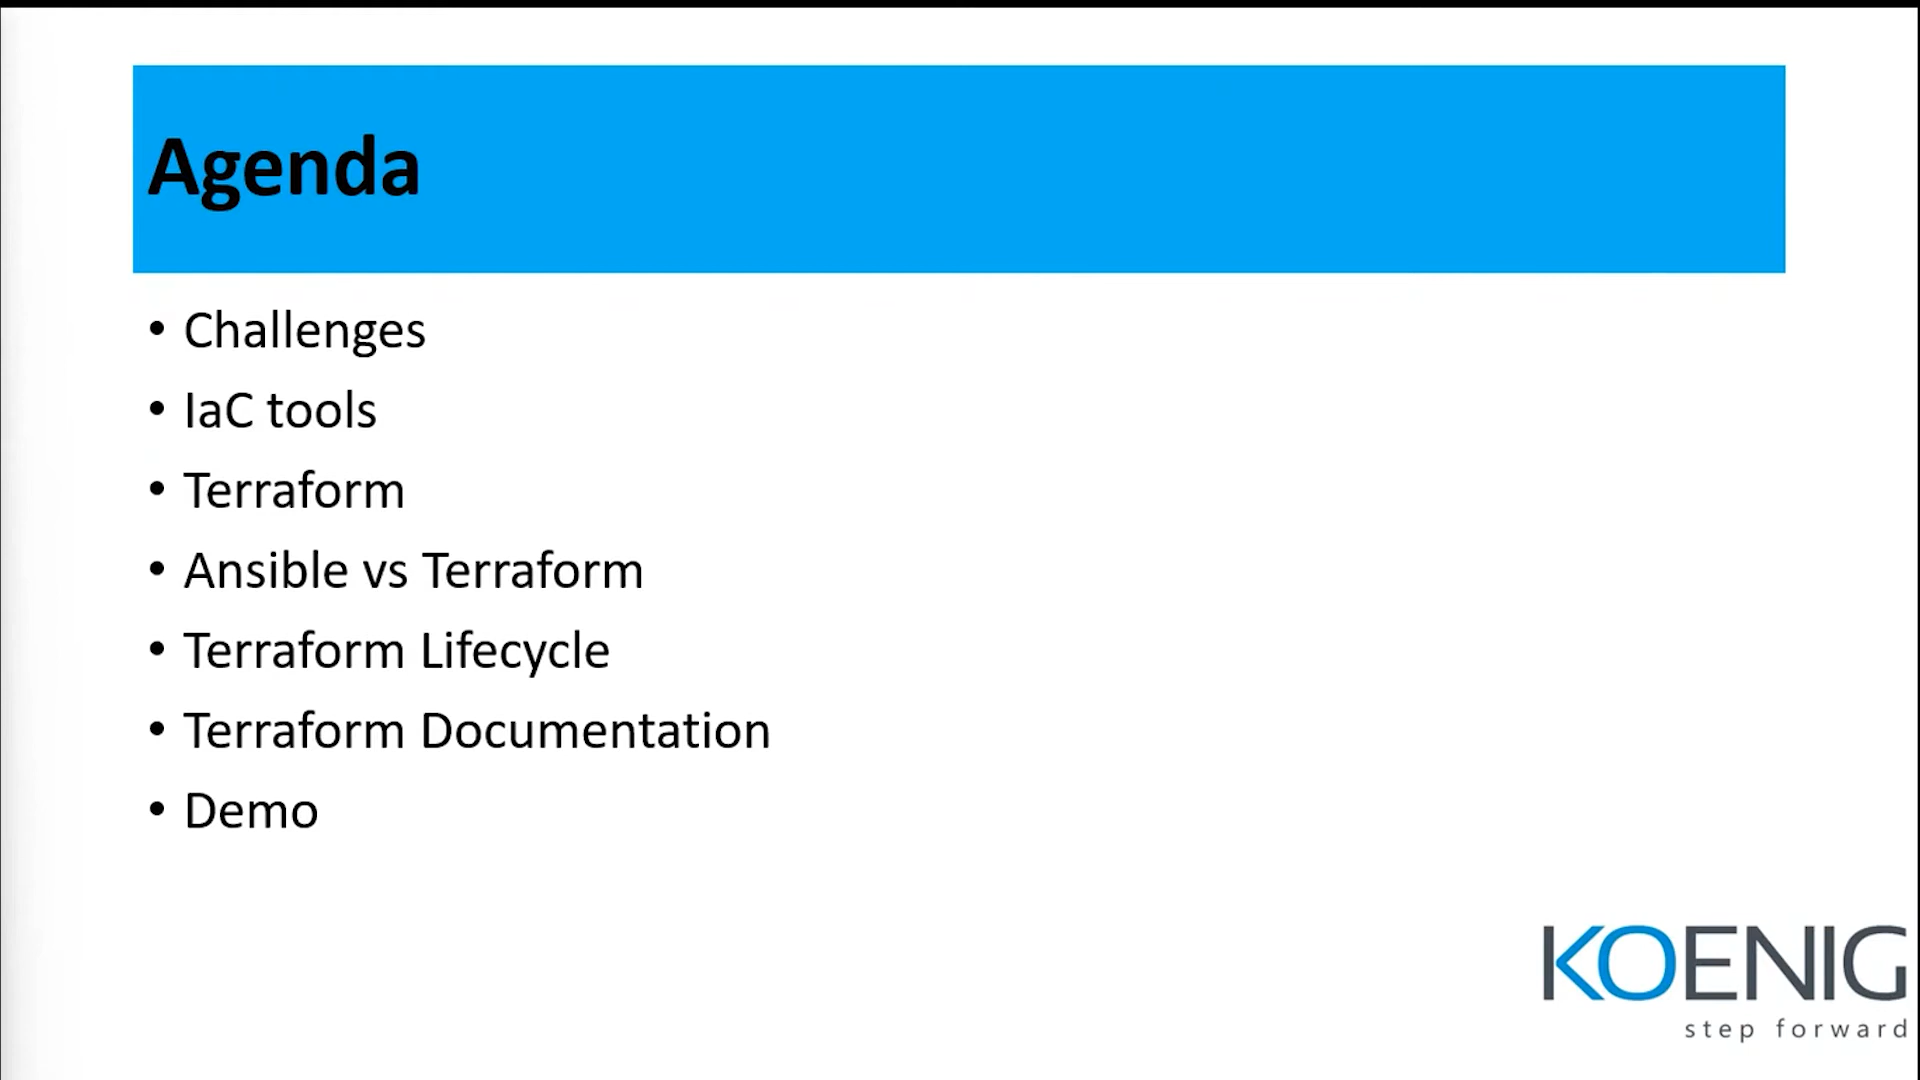 Agenda
• Challenges
• IaC tools
• Terraform
• Ansible vs Terraform
• Terraform Lifecycle
• Terraform Documentation
• Demo
KOENIG
step forward